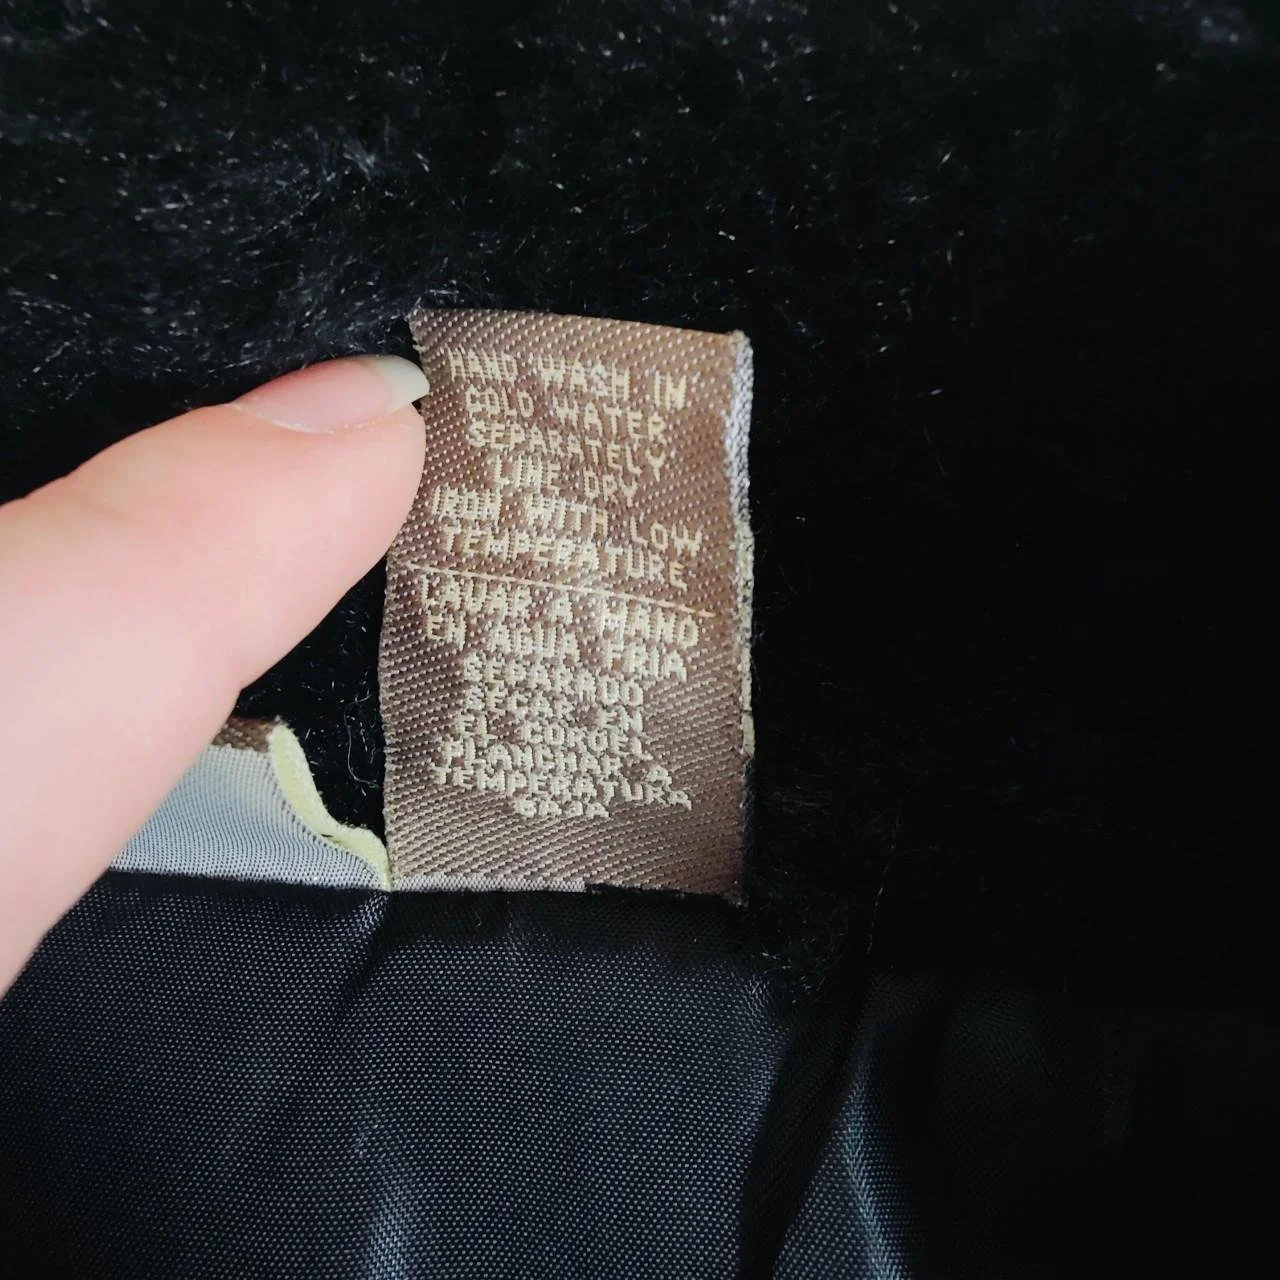 HAND WASH IN
COLD WATER
SEPARATELY
LINE DRY
IRON WITH LOW
TEMPERATURE
LAVAR A MANO
EN AGUA FRIA
SEPARADO
SECAR EN
EL CORDEL
PLANCHAR A
TEMPERATURA
BAJA